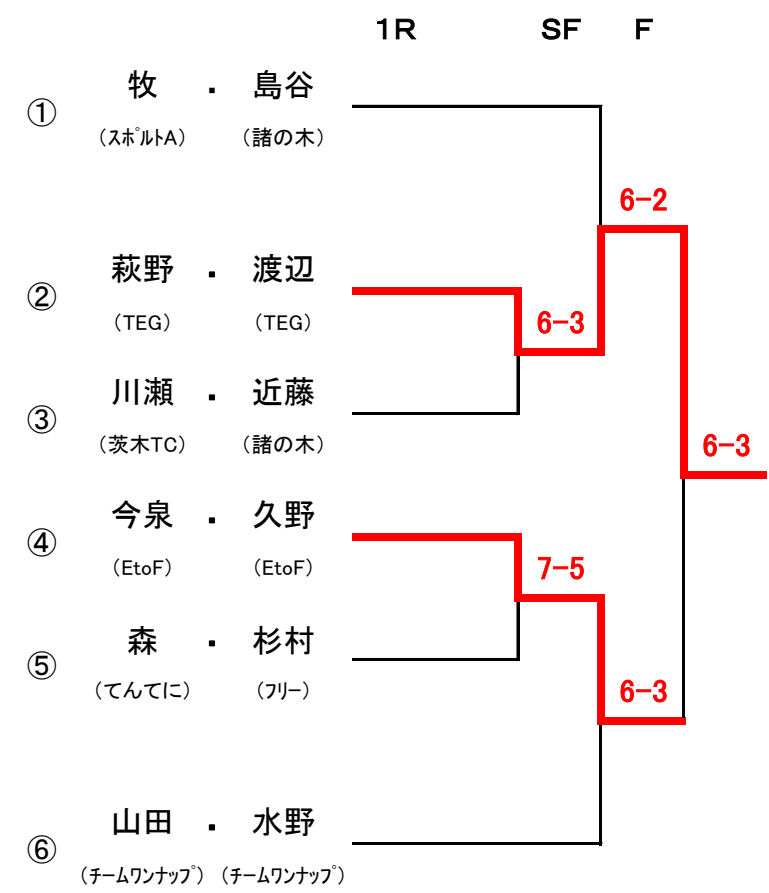 1R SF F
牧 ・ 島谷
①
(ｽﾎﾟﾙﾄA) (諸の木)
6-2
萩野 ・ 渡辺
②
(TEG) (TEG)
6-3
川瀬 ・ 近藤
③
(茨木TC) (諸の木)
6-3
今泉 ・ 久野
④
(EtoF) (EtoF)
7-5
森 ・ 杉村
⑤
(てんてに) (ﾌﾘｰ)
6-3
山田 ・ 水野
⑥
(ﾁｰﾑﾜﾝﾅｯﾌﾟ) (ﾁｰﾑﾜﾝﾅｯﾌﾟ)